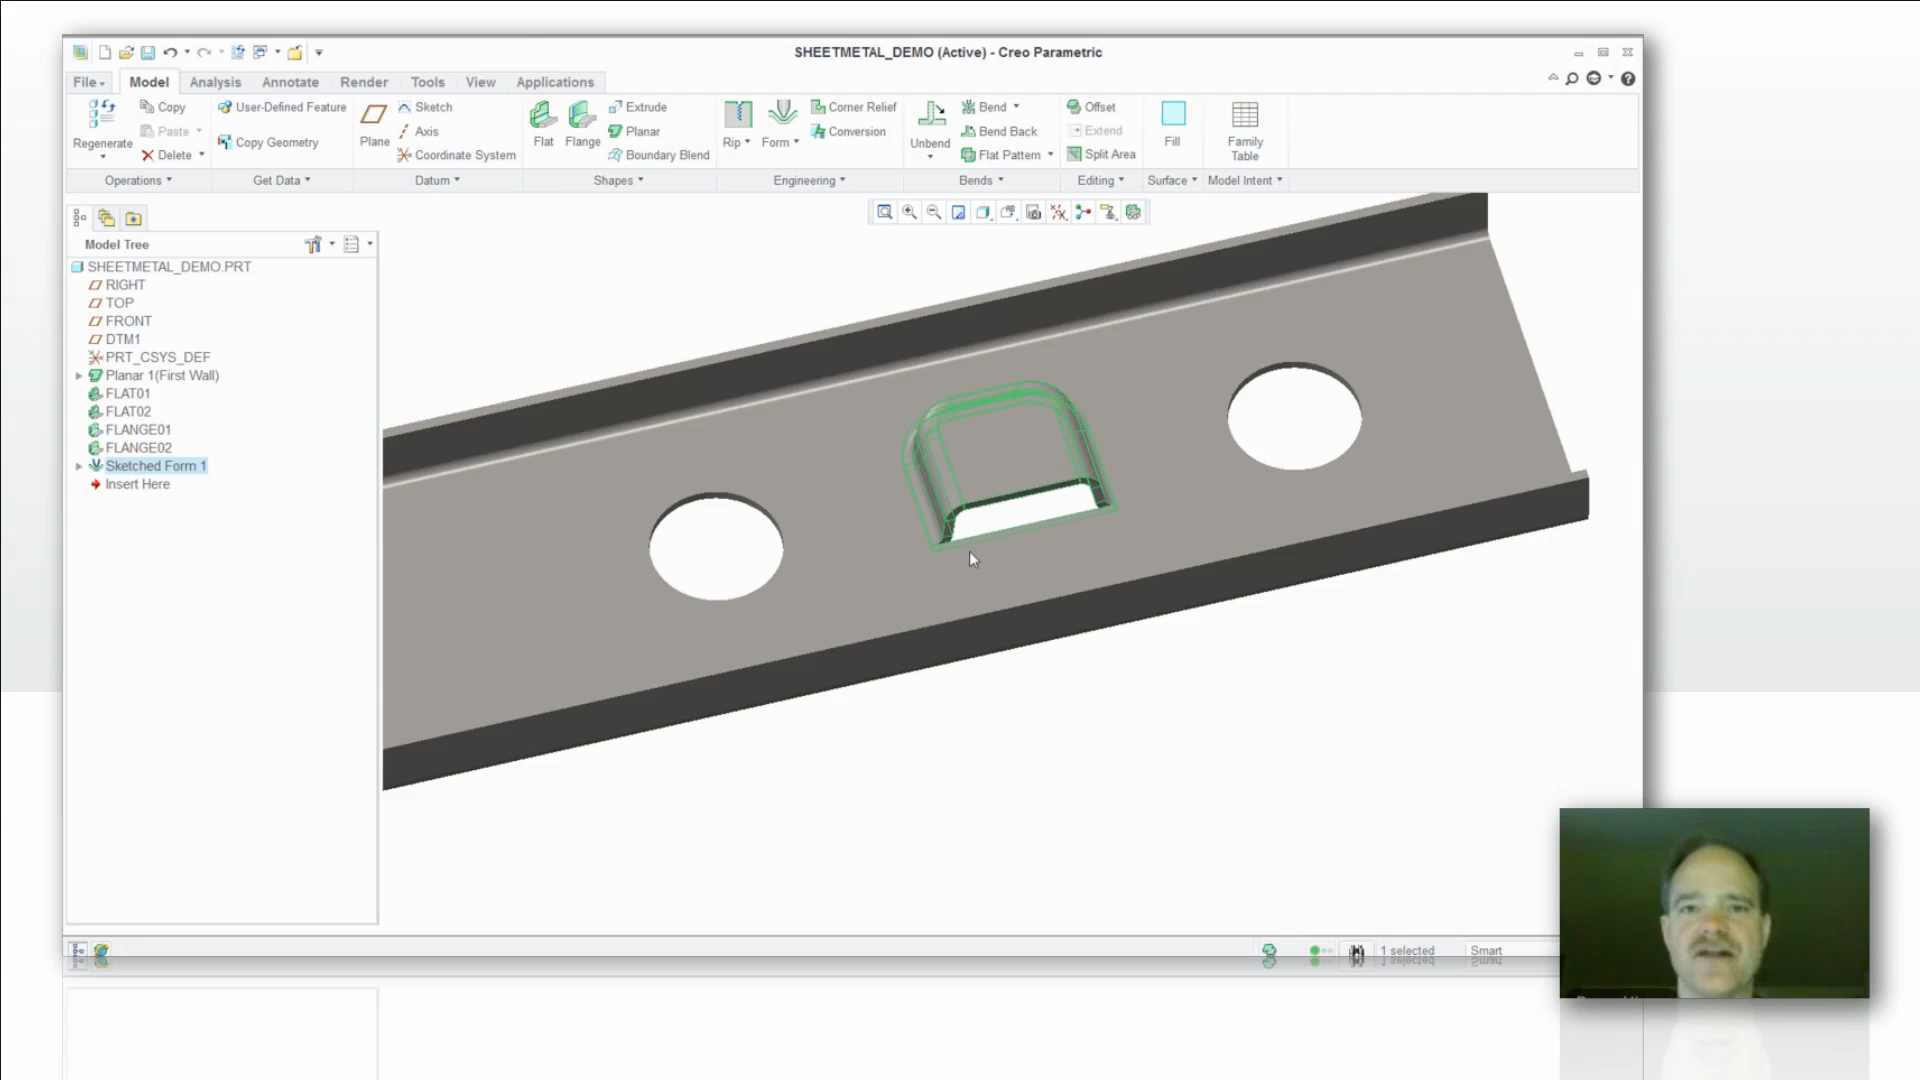 SHEETMETAL_DEMO (Active) - Creo Parametric
File Model Analysis Annotate Render Tools View Applications
Regenerate
Copy
Paste
Delete
Operations
User-Defined Feature
Copy Geometry
Get Data
Plane
Sketch
Axis
Coordinate System
Datum
Flat
Flange
Extrude
Planar
Boundary Blend
Shapes
Rip
Form
Corner Relief
Conversion
Engineering
Unbend
Bend
Bend Back
Flat Pattern
Bends
Offset
Extend
Split Area
Editing
Fill
Surface
Family
Table
Model Intent
Model Tree
SHEETMETAL_DEMO.PRT
RIGHT
TOP
FRONT
DTM1
PRT_CSYS_DEF
Planar 1(First Wall)
FLAT01
FLAT02
FLANGE01
FLANGE02
Sketched Form 1
Insert Here
1 selected
Smart